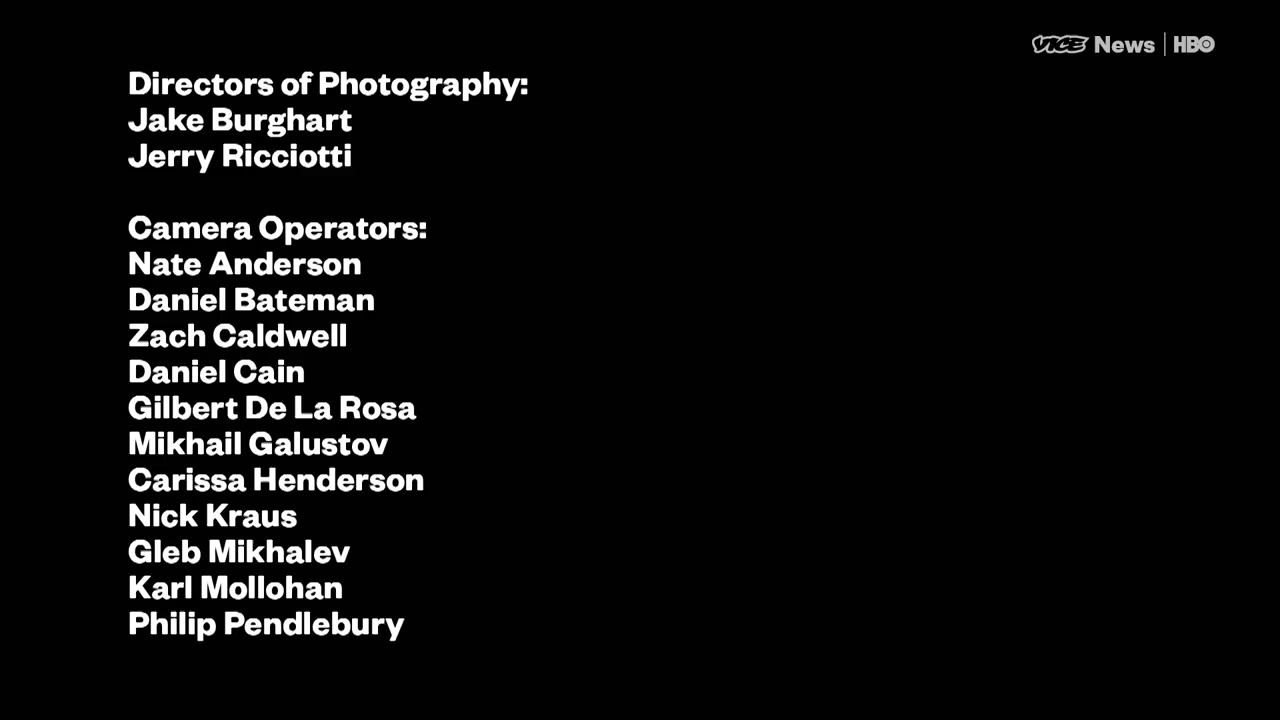 VICE News | HBO
Directors of Photography:
Jake Burghart
Jerry Ricciotti
Camera Operators:
Nate Anderson
Daniel Bateman
Zach Caldwell
Daniel Cain
Gilbert De La Rosa
Mikhail Galustov
Carissa Henderson
Nick Kraus
Gleb Mikhalev
Karl Mollohan
Philip Pendlebury